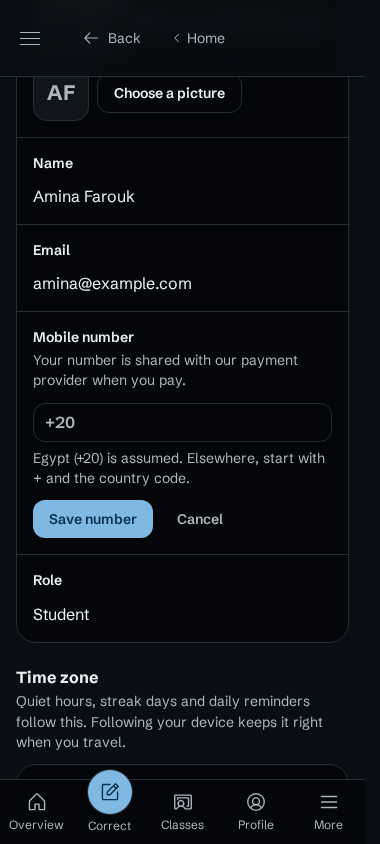 Back
Home
AF
Choose a picture
Name
Amina Farouk
Email
amina@example.com
Mobile number
Your number is shared with our payment
provider when you pay.
+20
Egypt (+20) is assumed. Elsewhere, start with
+ and the country code.
Save number
Cancel
Role
Student
Time zone
Quiet hours, streak days and daily reminders
follow this. Following your device keeps it right
when you travel.
Overview
Correct
Classes
Profile
More